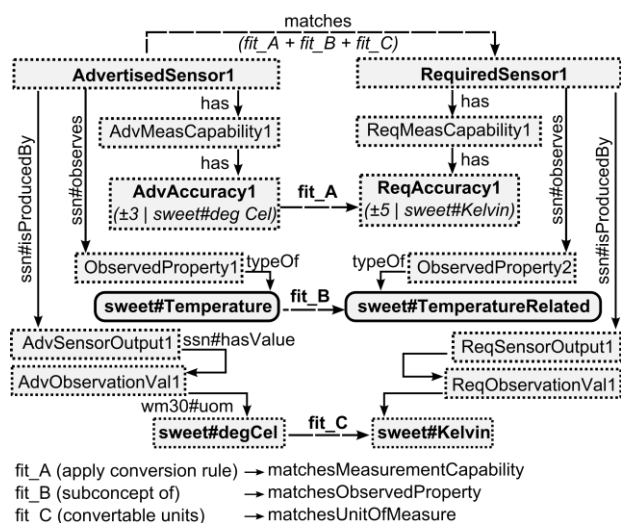 matches
(fit_A + fit_B + fit_C)
AdvertisedSensor1
RequiredSensor1
has
has
AdvMeasCapability1
ReqMeasCapability1
ssn#isProducedBy
ssn#observes
ssn#observes
ssn#isProducedBy
has
has
AdvAccuracy1
(±3 | sweet#deg Cel)
fit_A
ReqAccuracy1
(±5 | sweet#Kelvin)
ObservedProperty1
typeOf
typeOf
ObservedProperty2
sweet#Temperature
fit_B
sweet#TemperatureRelated
AdvSensorOutput1
ssn#hasValue
ReqSensorOutput1
AdvObservationVal1
ReqObservationVal1
wm30#uom
sweet#degCel
fit_C
sweet#Kelvin
fit_A (apply conversion rule) → matchesMeasurementCapability
fit_B (subconcept of) → matchesObservedProperty
fit_C (convertable units) → matchesUnitOfMeasure